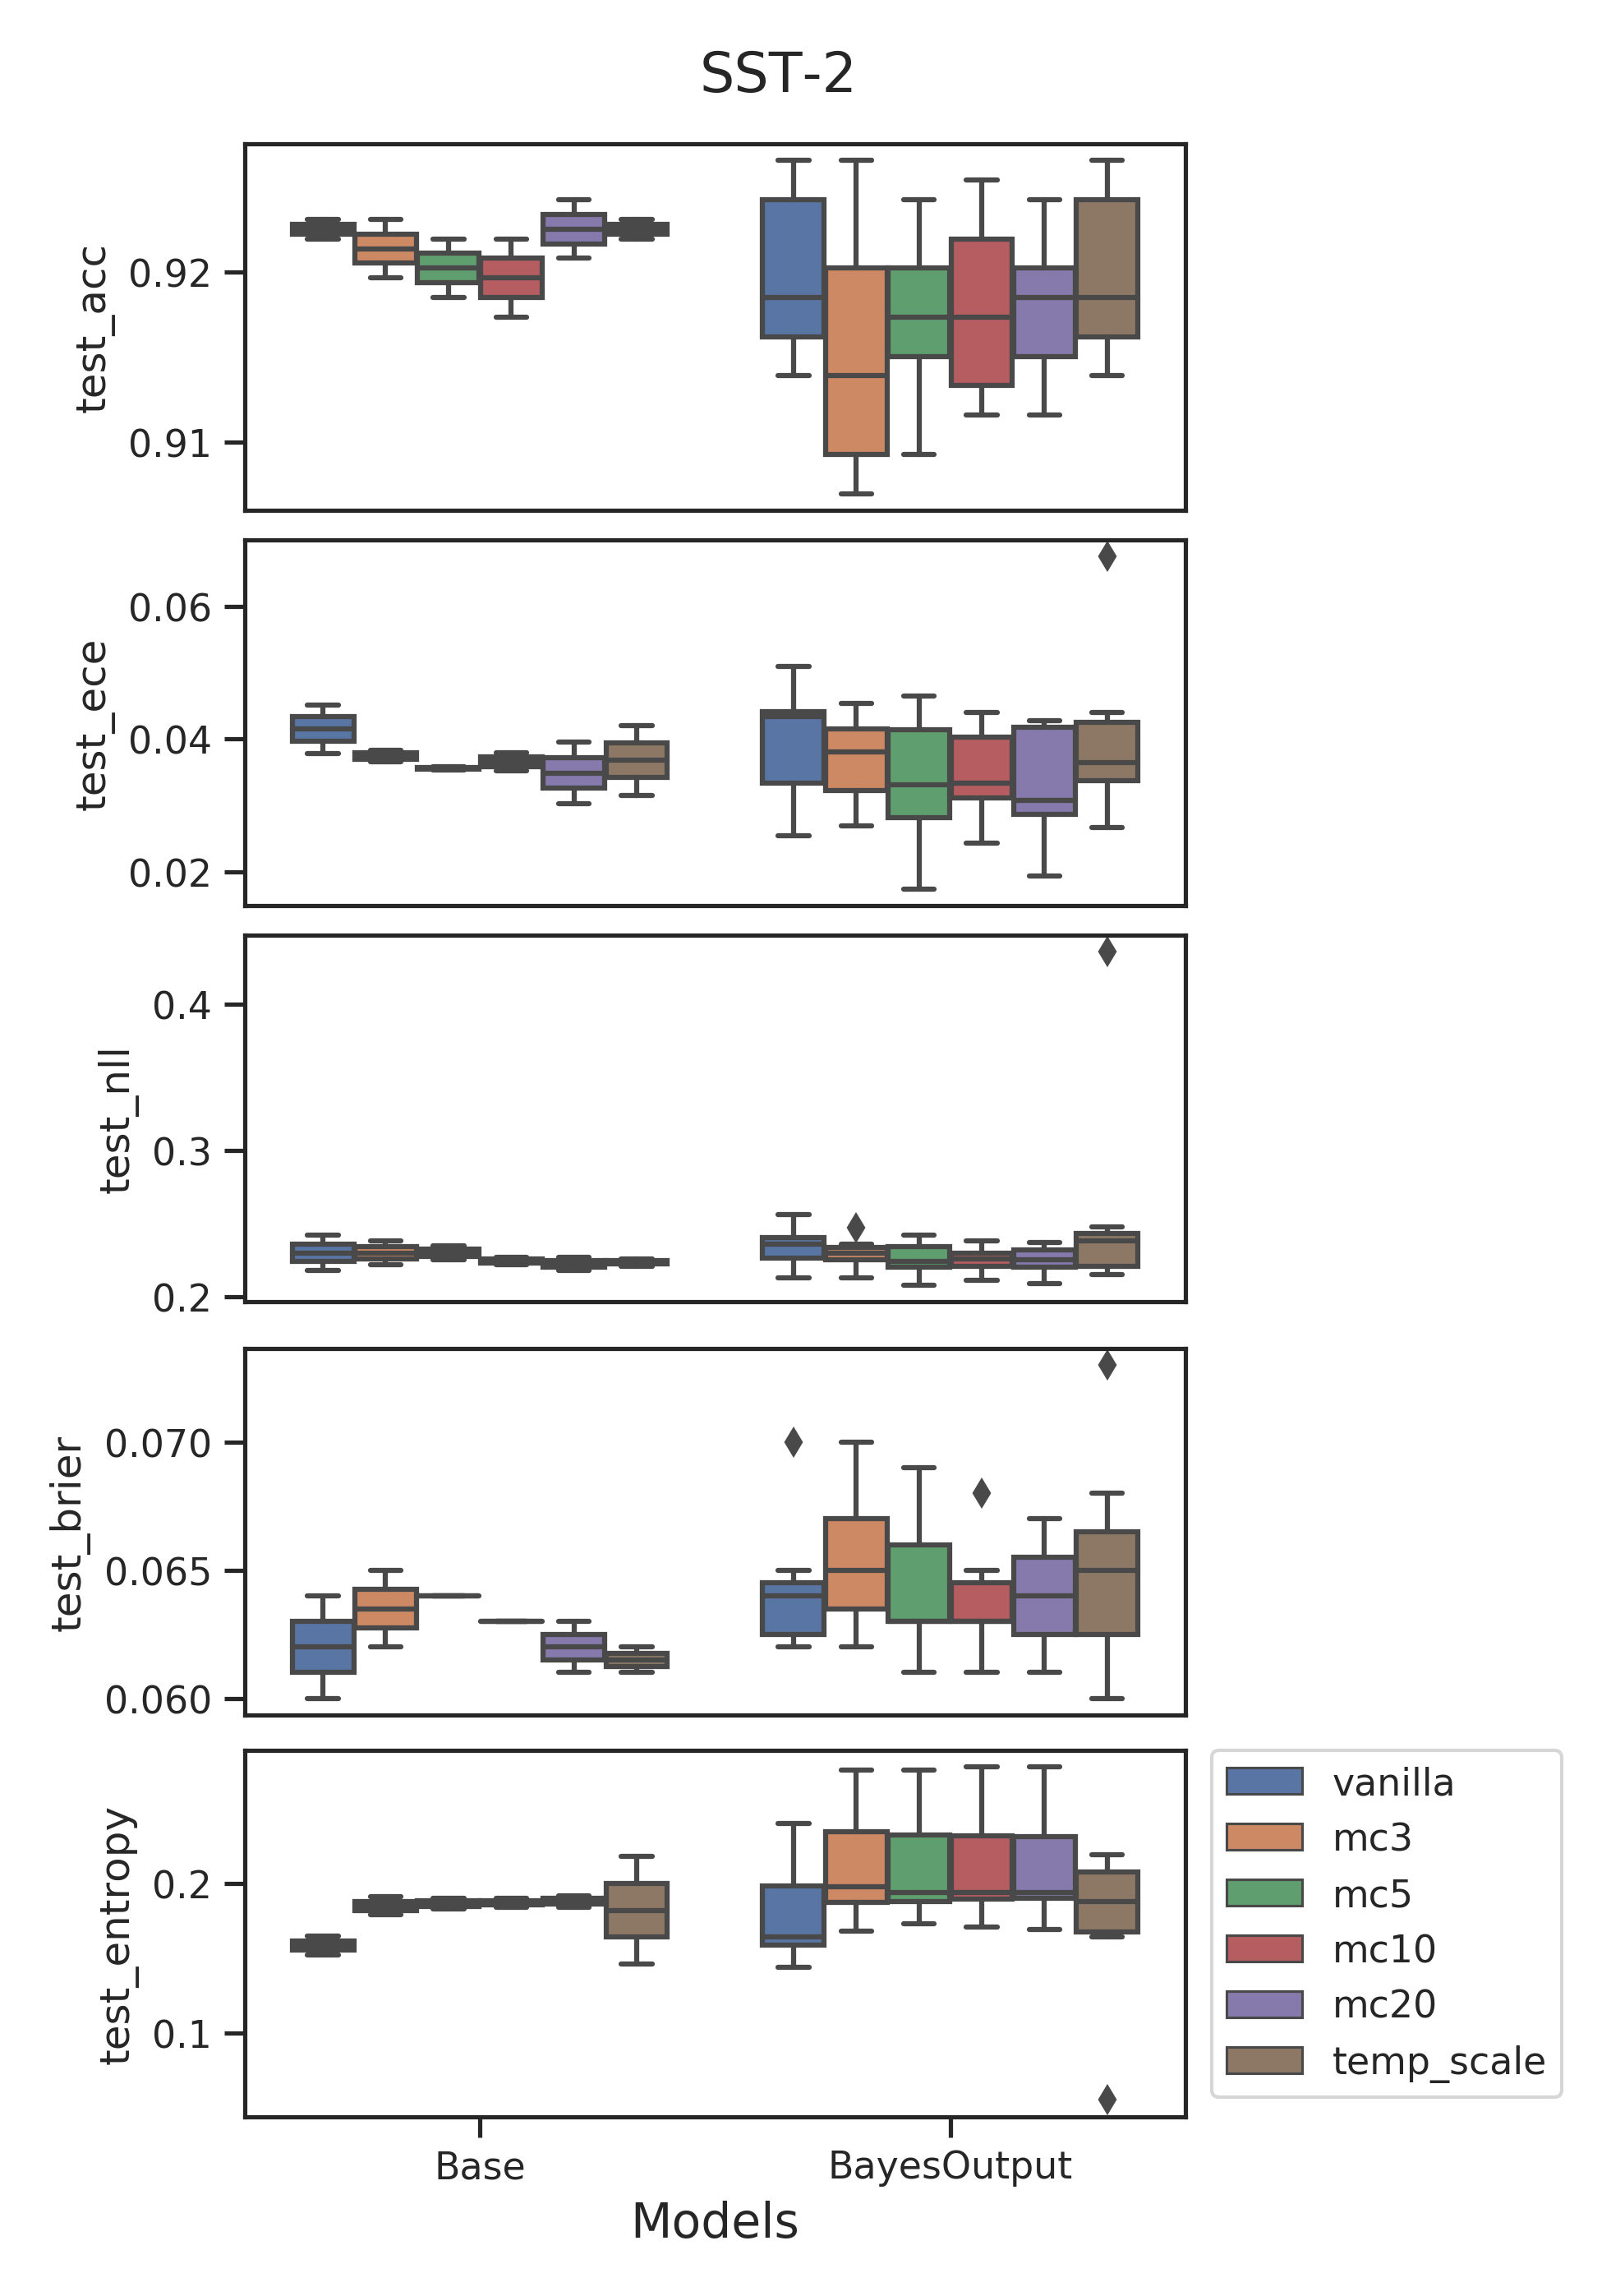 SST-2
test_acc
0.92
0.91
test_ece
0.06
0.04
0.02
test_nll
0.4
0.3
0.2
test_brier
0.070
0.065
0.060
test_entropy
0.2
0.1
vanilla
mc3
mc5
mc10
mc20
temp_scale
Base
BayesOutput
Models